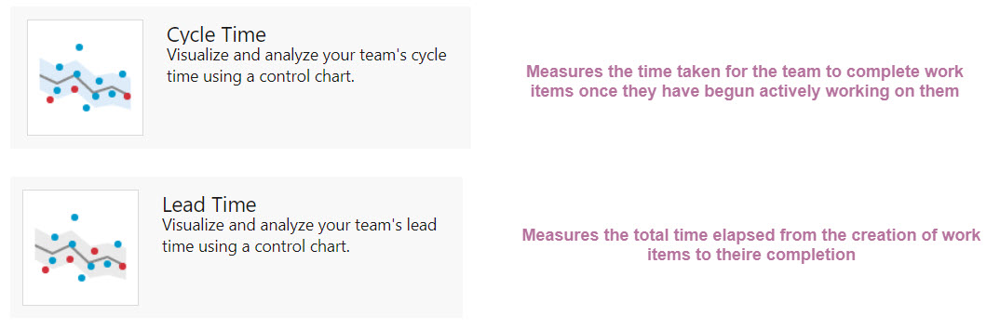 Cycle Time
Visualize and analyze your team's cycle
time using a control chart.
Measures the time taken for the team to complete work
items once they have begun actively working on them
Lead Time
Visualize and analyze your team's lead
time using a control chart.
Measures the total time elapsed from the creation of work
items to theire completion